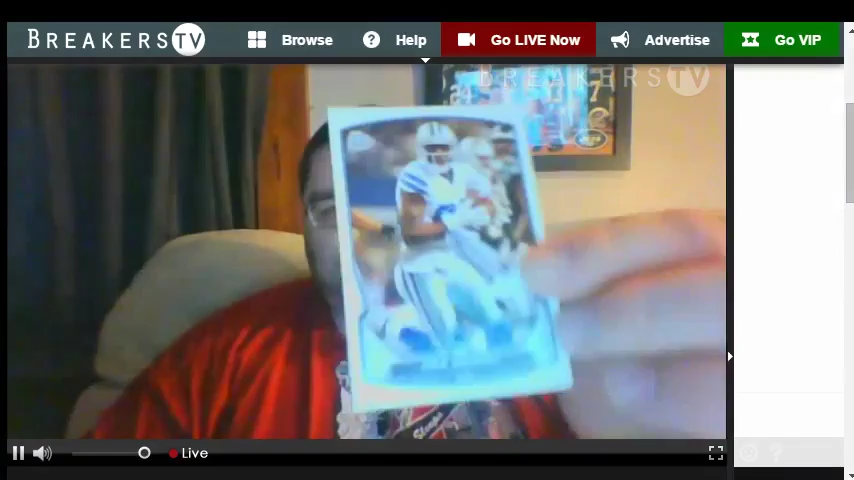 BREAKERSTV
Browse
Help
Go LIVE Now
Advertise
Go VIP
BREAKERSTV
Live